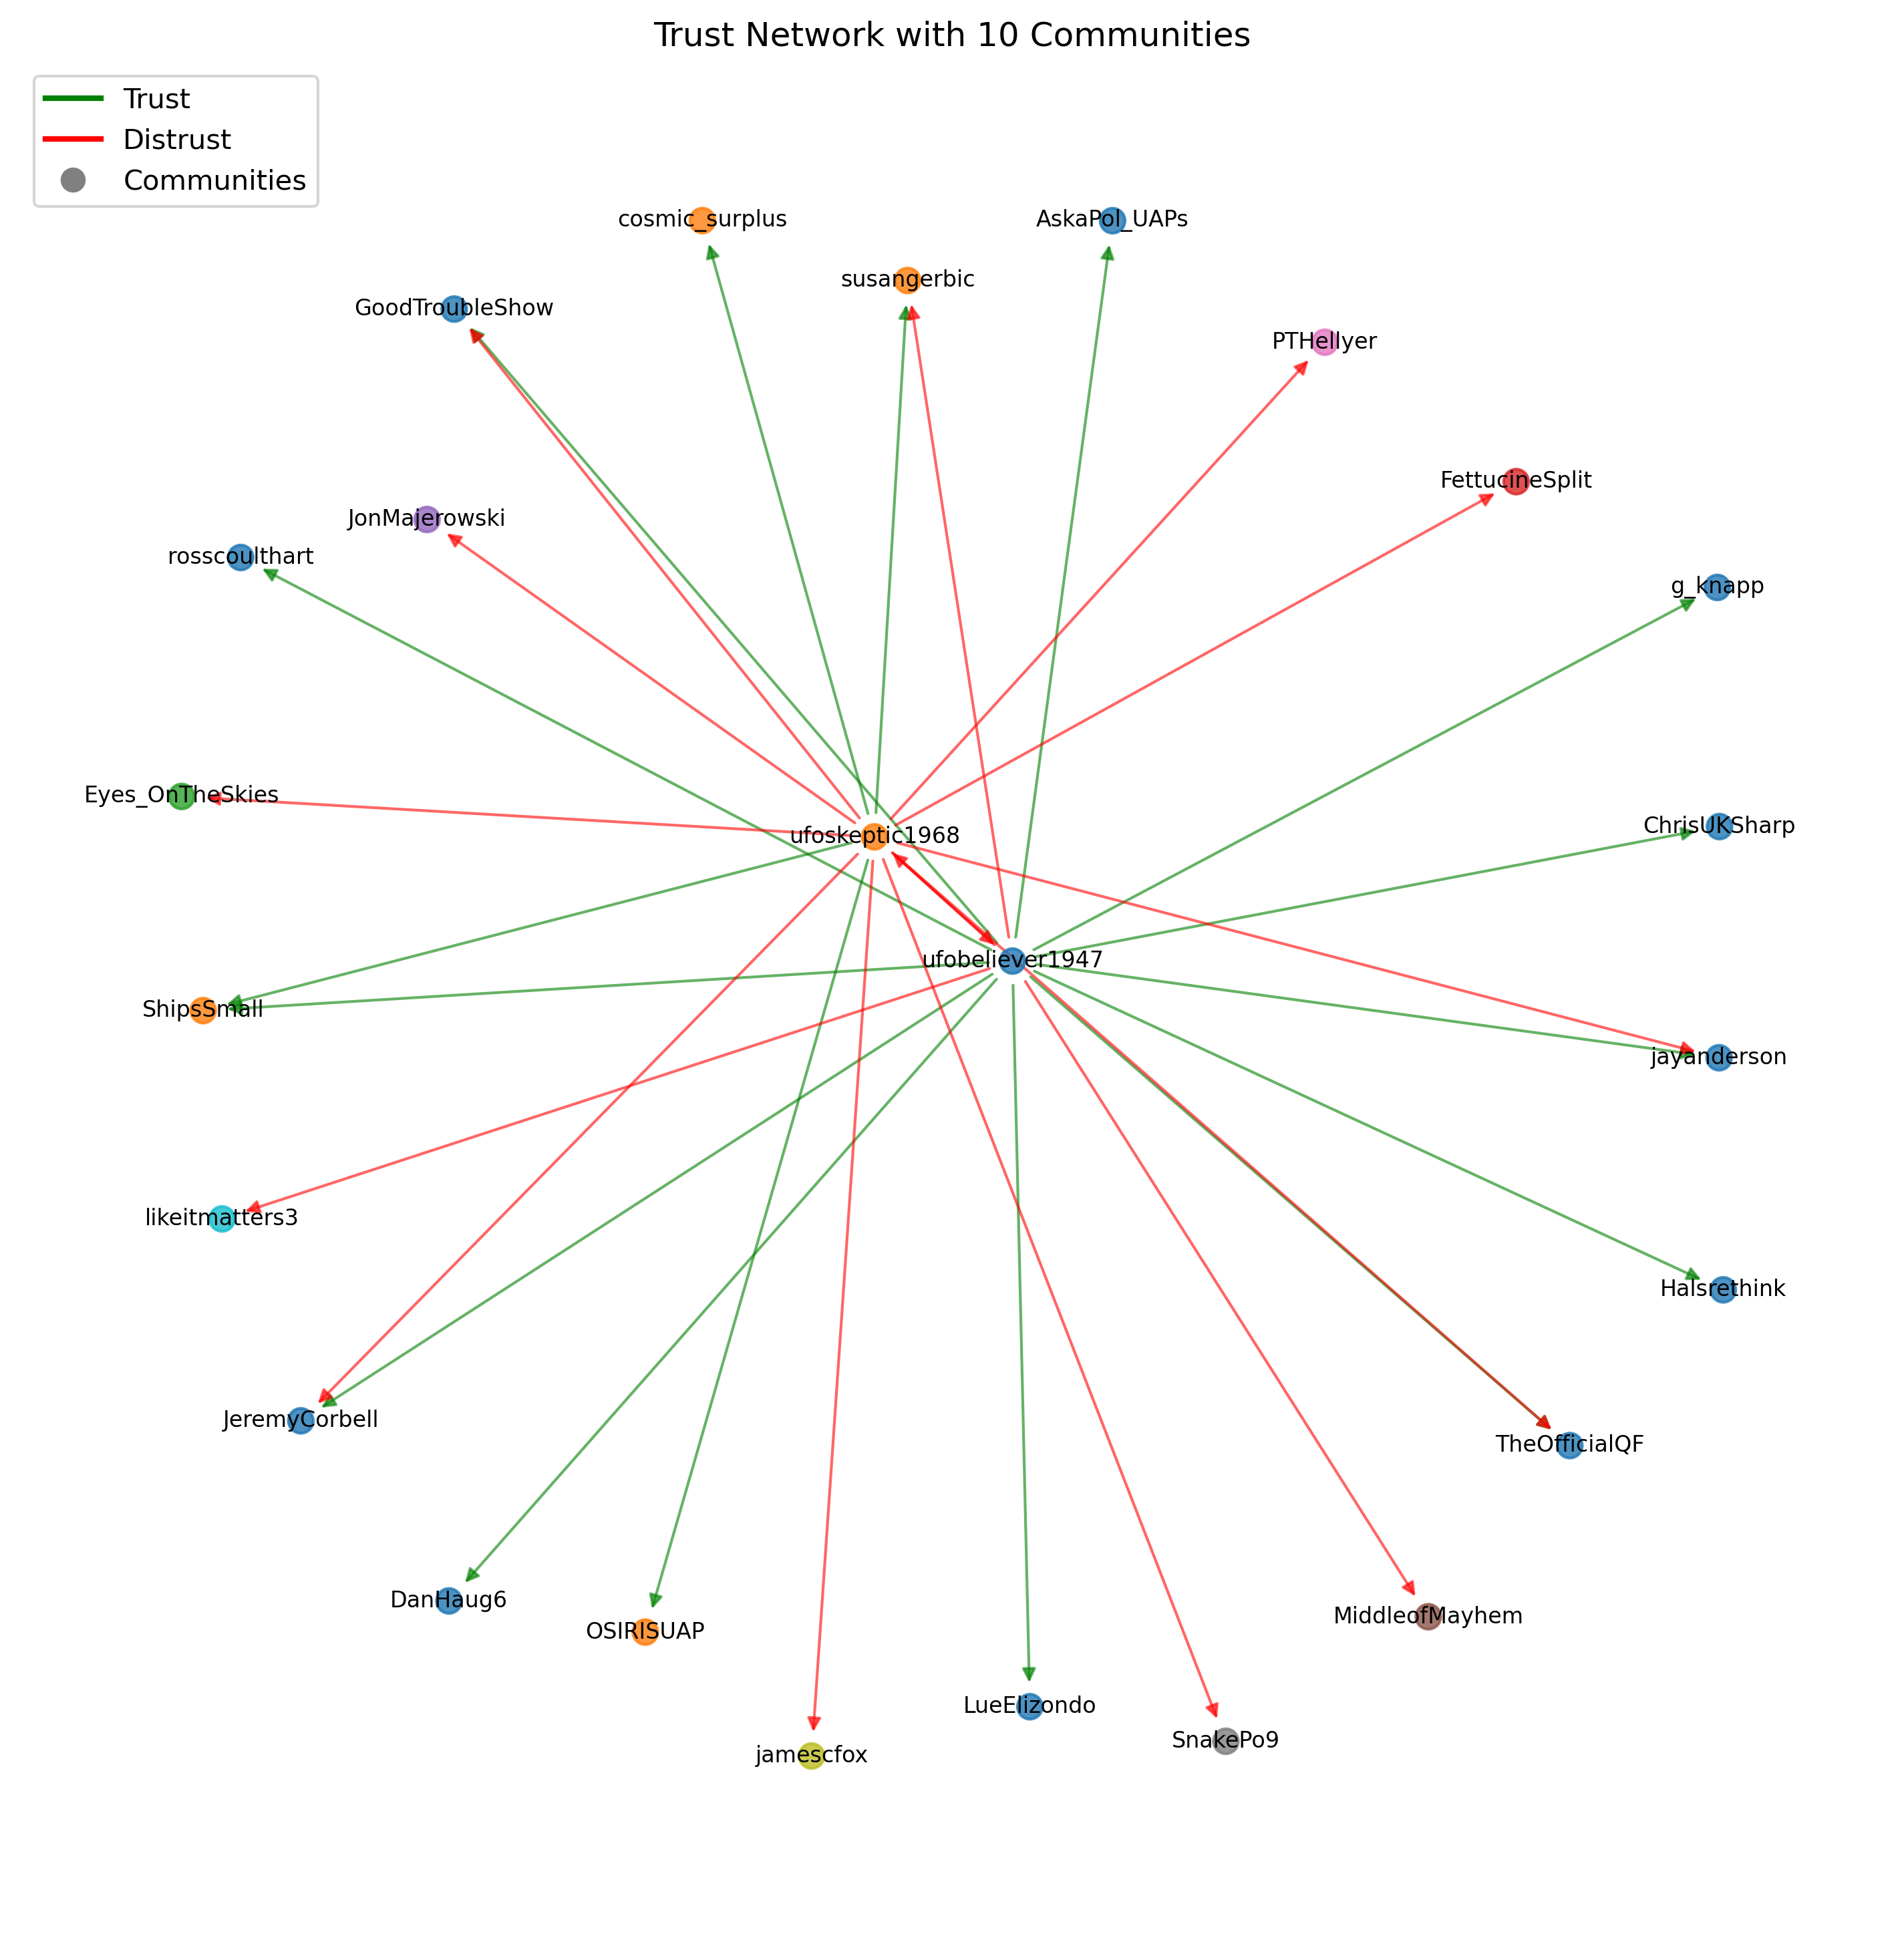 Trust Network with 10 Communities
Trust
Distrust
Communities
cosmic_surplus
AskaPol_UAPs
susangerbic
GoodTroubleShow
PTHellyer
FettucineSplit
JonMajerowski
rosscoulthart
g_knapp
Eyes_OnTheSkies
ChrisUKSharp
ufoskeptic1968
ufobeliever1947
ShipsSmall
jayanderson
likeitmatters3
Halsrethink
JeremyCorbell
TheOfficialQF
DanHaug6
MiddleofMayhem
OSIRISUAP
LueElizondo
SnakePo9
jamescfox